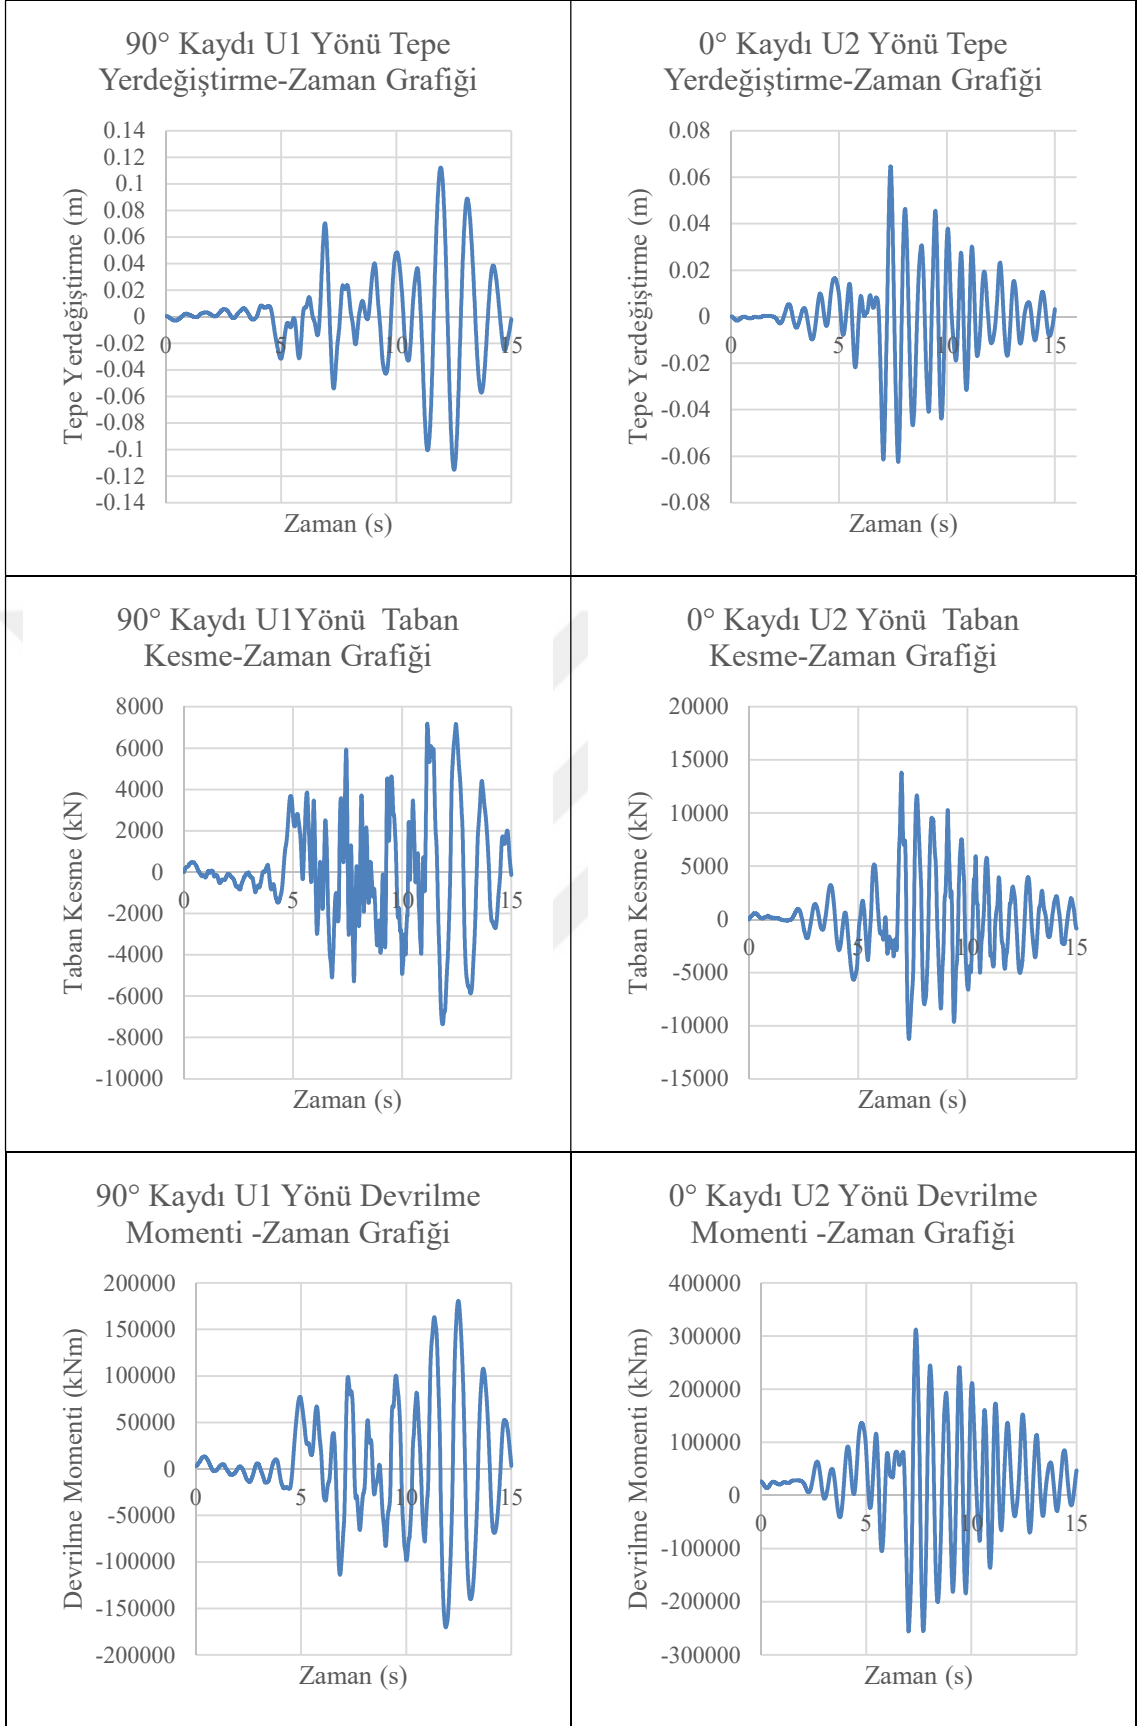 90° Kaydı U1 Yönü Tepe
Yerdeğiştirme-Zaman Grafiği
0.14
0.12
0.1
0.08
0.06
0.04
0.02
0
-0.02
-0.04
-0.06
-0.08
-0.1
-0.12
-0.14
0 5 10 15
Tepe Yerdeğiştirme (m)
Zaman (s)
0° Kaydı U2 Yönü Tepe
Yerdeğiştirme-Zaman Grafiği
0.08
0.06
0.04
0.02
0
-0.02
-0.04
-0.06
-0.08
0 5 10 15
Tepe Yerdeğiştirme (m)
Zaman (s)
90° Kaydı U1Yönü  Taban
Kesme-Zaman Grafiği
8000
6000
4000
2000
0
-2000
-4000
-6000
-8000
-10000
0 5 10 15
Taban Kesme (kN)
Zaman (s)
0° Kaydı U2 Yönü  Taban
Kesme-Zaman Grafiği
20000
15000
10000
5000
0
-5000
-10000
-15000
0 5 10 15
Taban Kesme (kN)
Zaman (s)
90° Kaydı U1 Yönü Devrilme
Momenti -Zaman Grafiği
200000
150000
100000
50000
0
-50000
-100000
-150000
-200000
0 5 10 15
Devrilme Momenti (kNm)
Zaman (s)
0° Kaydı U2 Yönü Devrilme
Momenti -Zaman Grafiği
400000
300000
200000
100000
0
-100000
-200000
-300000
0 5 10 15
Devrilme Momenti (kNm)
Zaman (s)